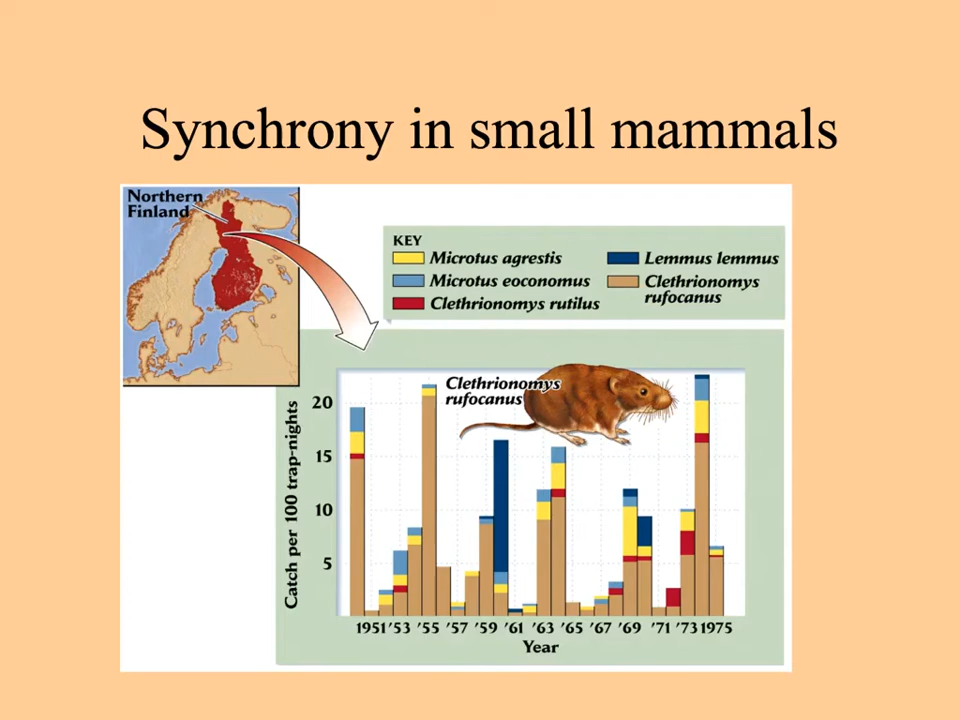 Synchrony in small mammals
Northern
Finland
KEY
Microtus agrestis
Microtus eoconomus
Clethrionomys rutilus
Lemmus lemmus
Clethrionomys
rufocanus
Clethrionomys
rufocanus
Catch per 100 trap-nights
20
15
10
5
1951 '53 '55 '57 '59 '61 '63 '65 '67 '69 '71 '73 1975
Year